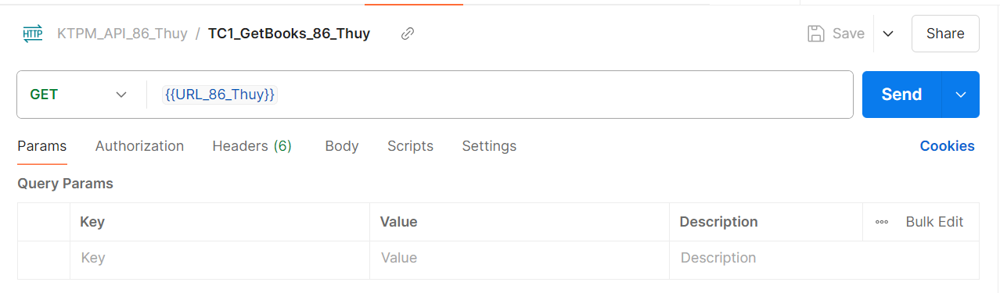 HTTP KTPM_API_86_Thuy / TC1_GetBooks_86_Thuy Save Share
GET {{URL_86_Thuy}} Send
Params Authorization Headers (6) Body Scripts Settings Cookies
Query Params
Key Value Description Bulk Edit
Key Value Description